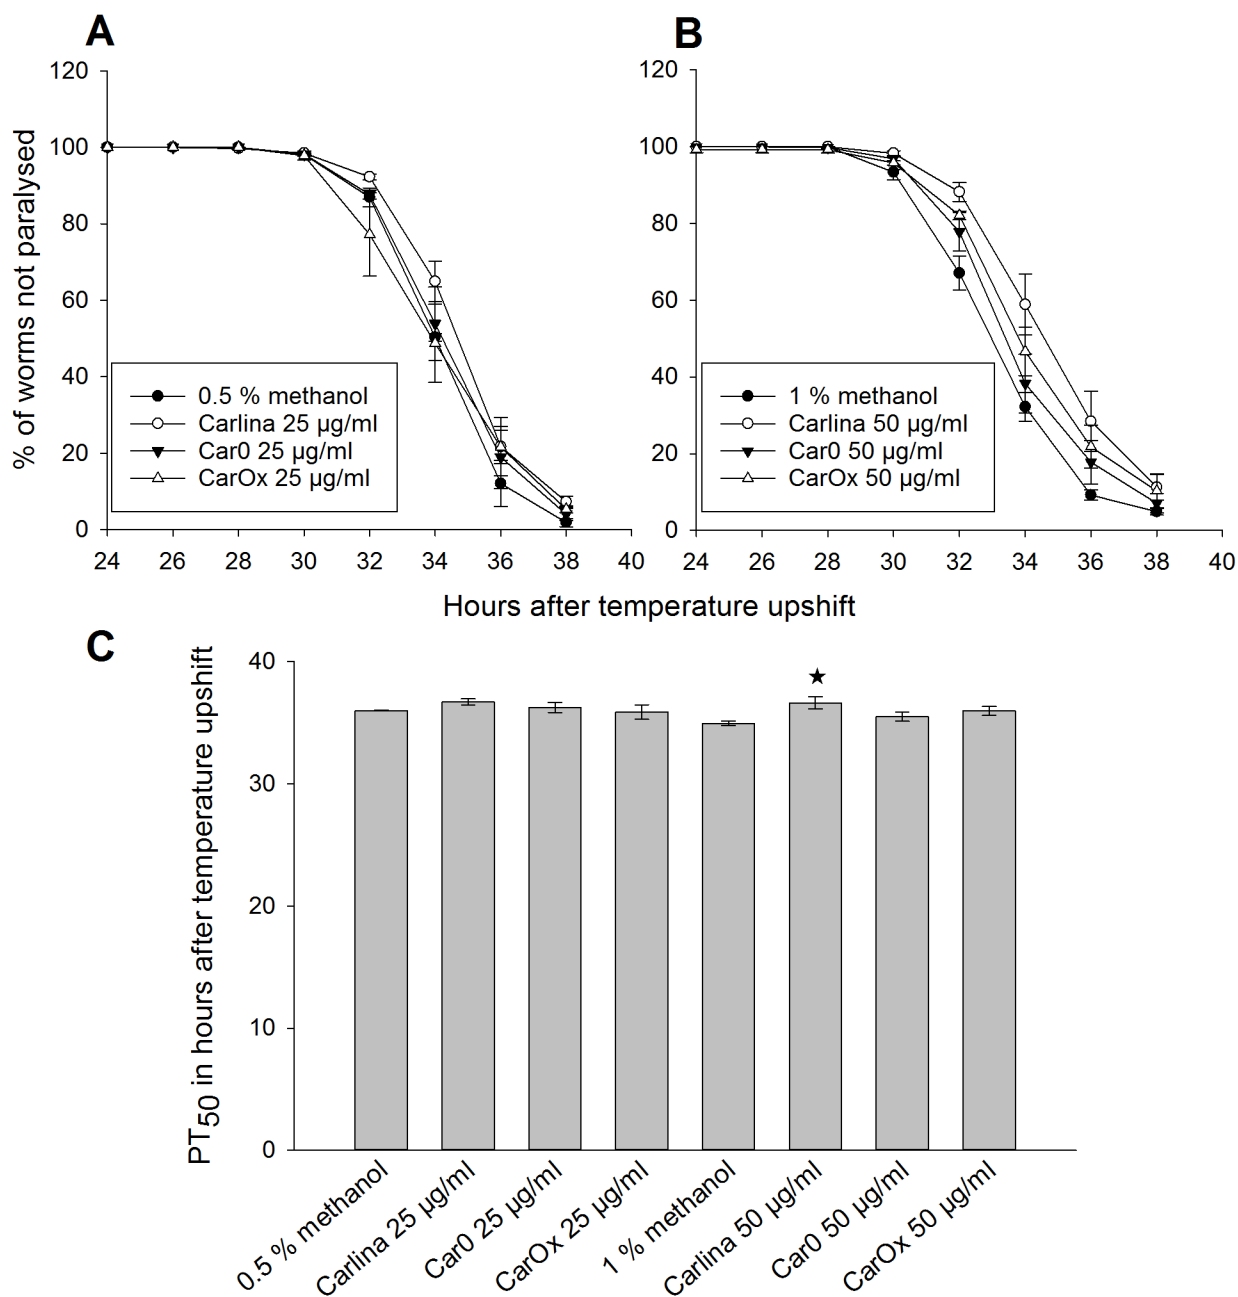 A
B
120
100
80
60
40
20
0
% of worms not paralysed
0.5 % methanol
Carlina 25 µg/ml
Car0 25 µg/ml
CarOx 25 µg/ml
24 26 28 30 32 34 36 38 40
120
100
80
60
40
20
0
1 % methanol
Carlina 50 µg/ml
Car0 50 µg/ml
CarOx 50 µg/ml
24 26 28 30 32 34 36 38 40
Hours after temperature upshift
C
PT50 in hours after temperature upshift
40
30
20
10
0
0.5 % methanol
Carlina 25 µg/ml
Car0 25 µg/ml
CarOx 25 µg/ml
1 % methanol
Carlina 50 µg/ml
Car0 50 µg/ml
CarOx 50 µg/ml